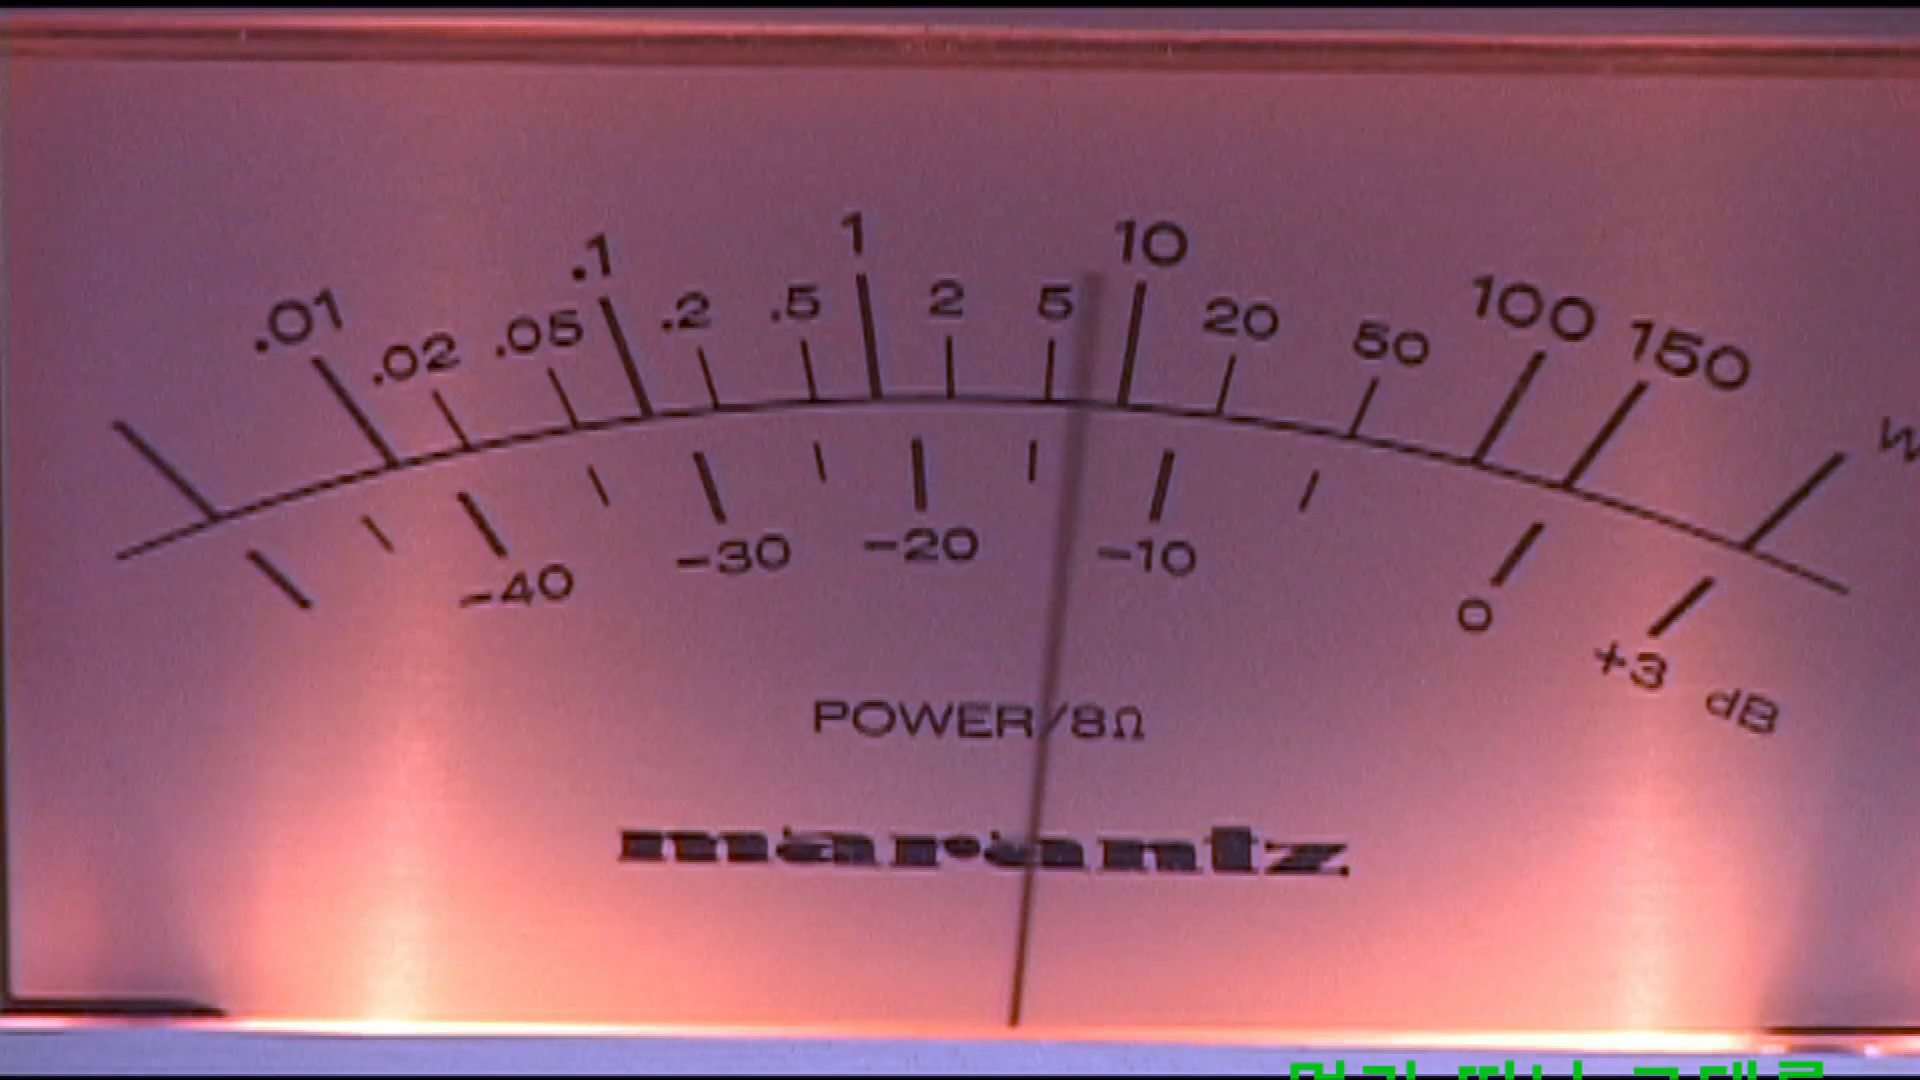 .01 .02 .05 .1 .2 .5 1 2 5 10 20 50 100 150 W
-40 -30 -20 -10 0 +3 dB
POWER/8Ω
marantz.